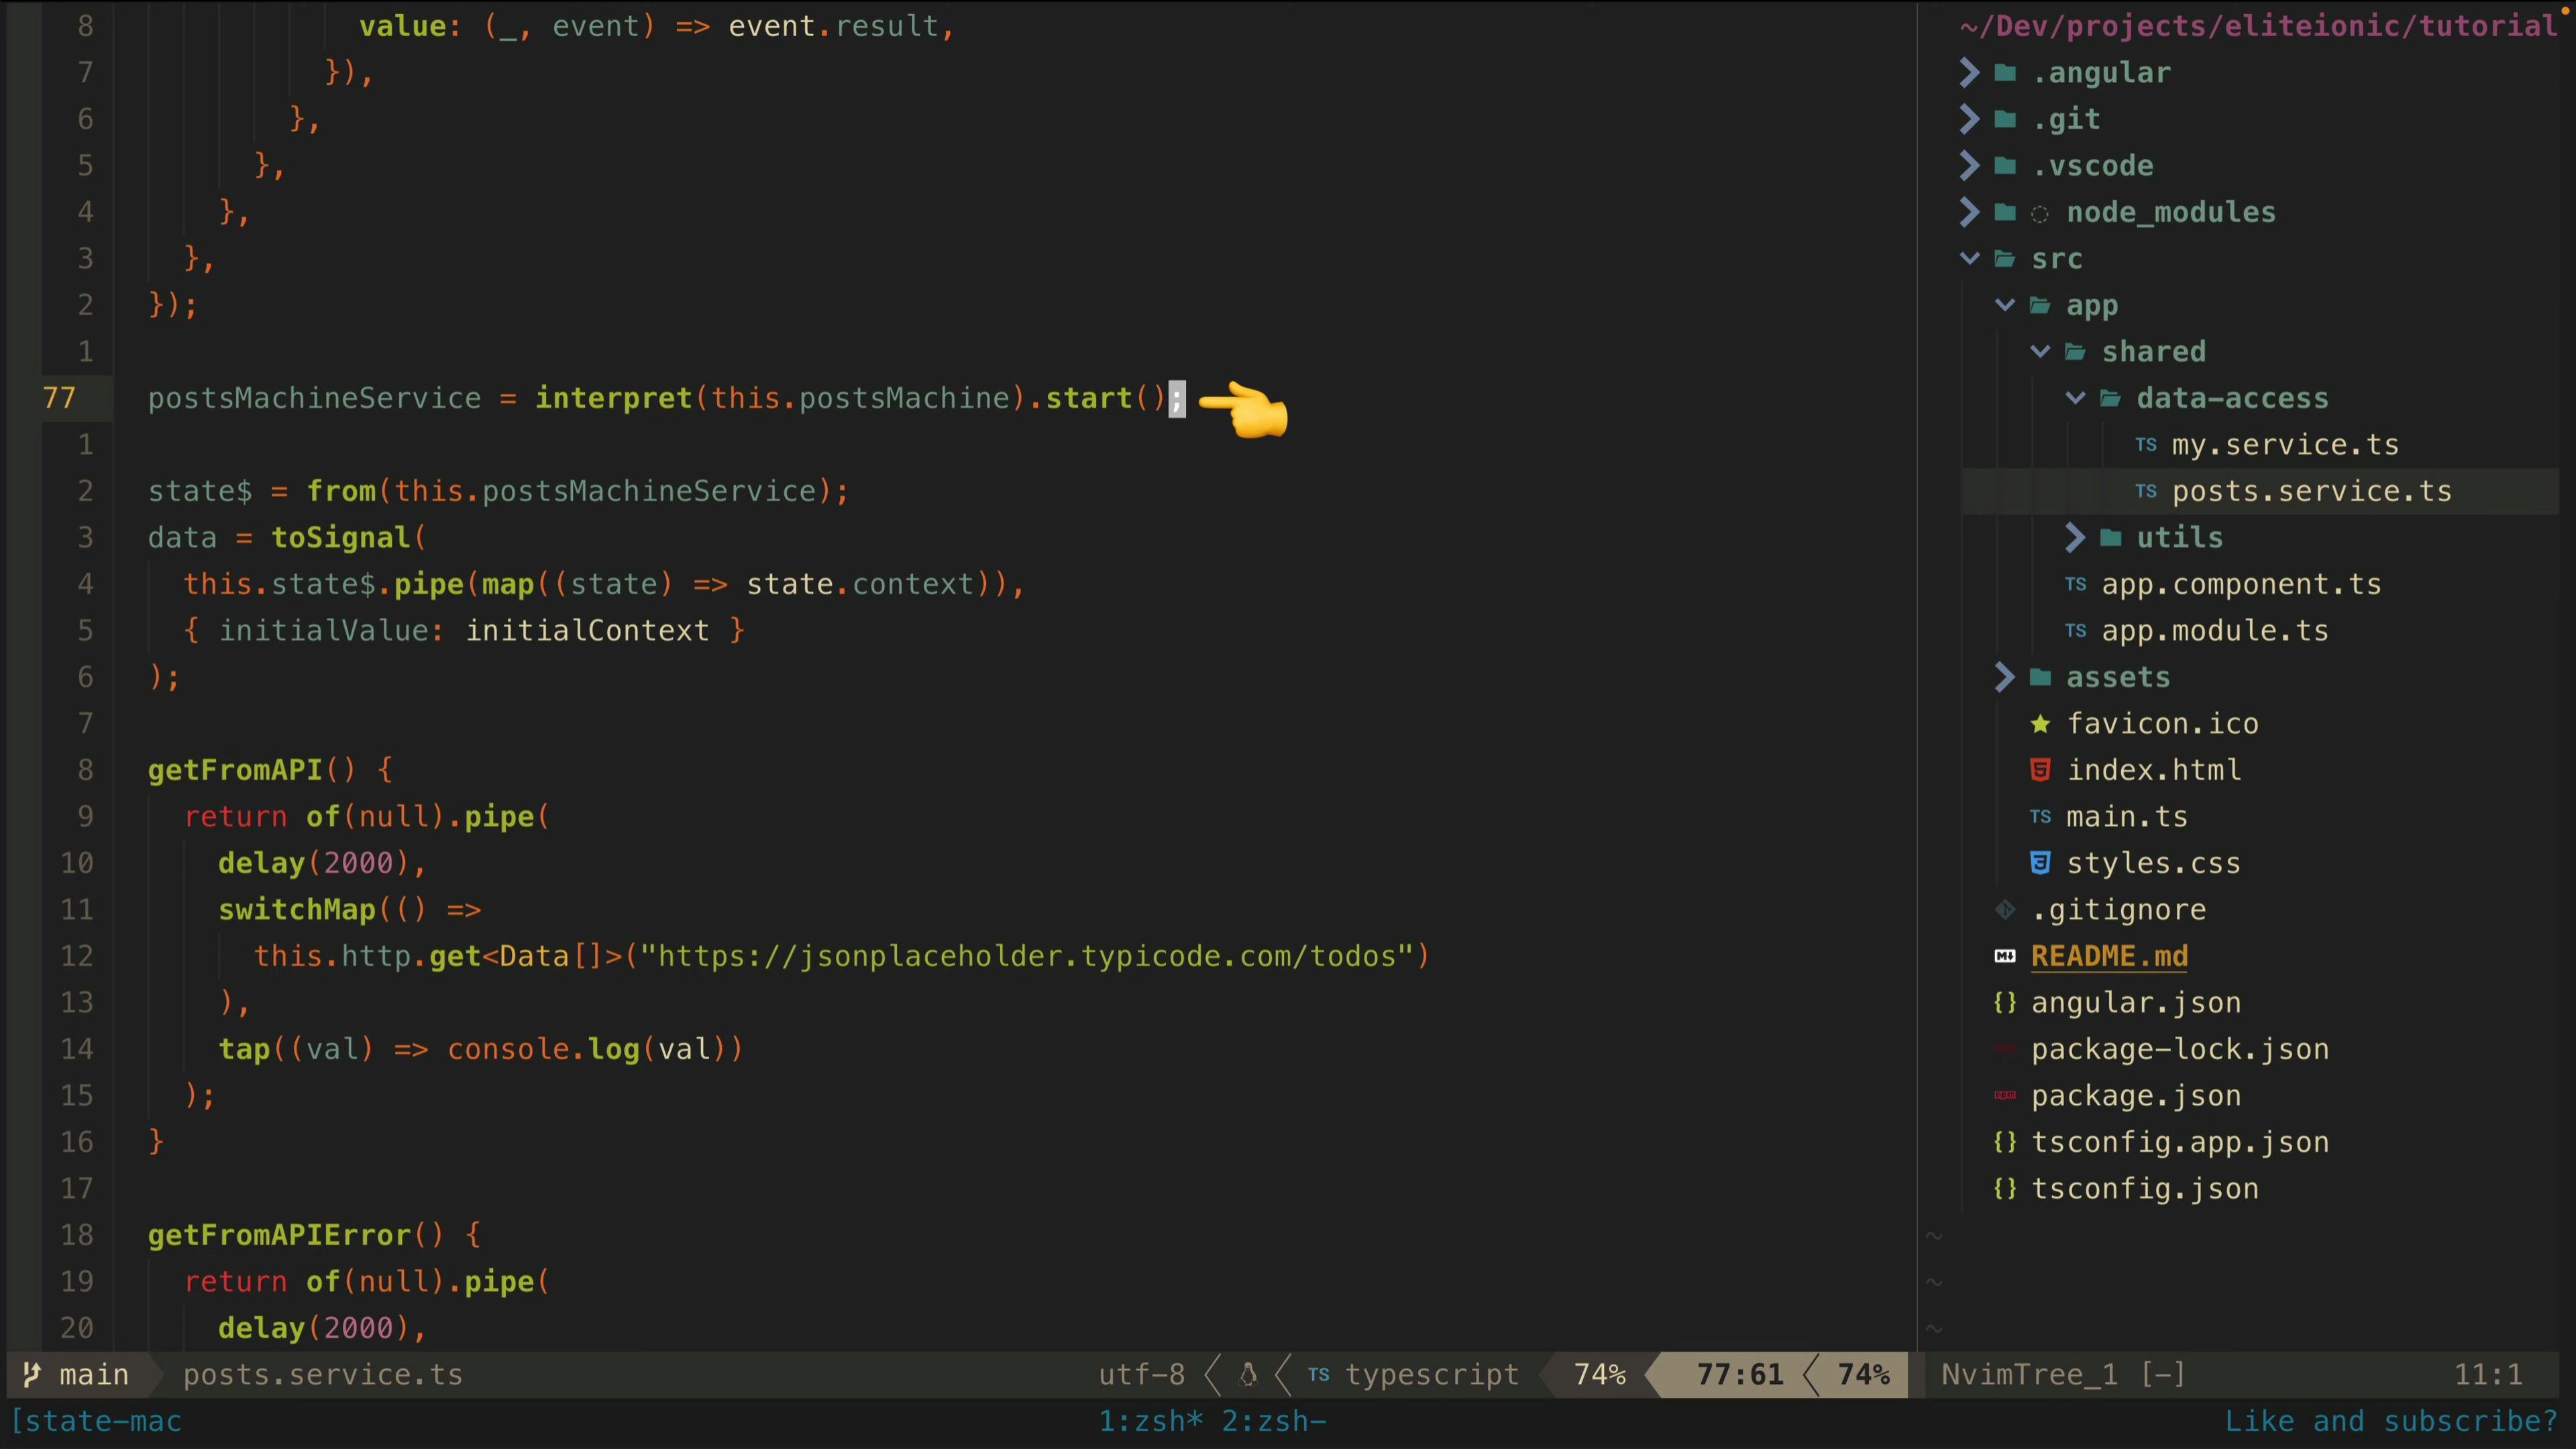 8 value: (_, event) => event.result,
7 }),
6 },
5 },
4 },
3 },
2 });
1
77 postsMachineService = interpret(this.postsMachine).start();
1
2 state$ = from(this.postsMachineService);
3 data = toSignal(
4 this.state$.pipe(map((state) => state.context)),
5 { initialValue: initialContext }
6 );
7
8 getFromAPI() {
9 return of(null).pipe(
10 delay(2000),
11 switchMap(() =>
12 this.http.get<Data[]>("https://jsonplaceholder.typicode.com/todos")
13 ),
14 tap((val) => console.log(val))
15 );
16 }
17
18 getFromAPIError() {
19 return of(null).pipe(
20 delay(2000),
~/Dev/projects/eliteionic/tutorial
.angular
.git
.vscode
node_modules
src
app
shared
data-access
TS my.service.ts
TS posts.service.ts
utils
TS app.component.ts
TS app.module.ts
assets
favicon.ico
index.html
TS main.ts
styles.css
.gitignore
README.md
{} angular.json
package-lock.json
package.json
{} tsconfig.app.json
{} tsconfig.json
~
~
~
main posts.service.ts utf-8 TS typescript 74% 77:61 74% NvimTree_1 [-] 11:1
[state-mac 1:zsh* 2:zsh- Like and subscribe?